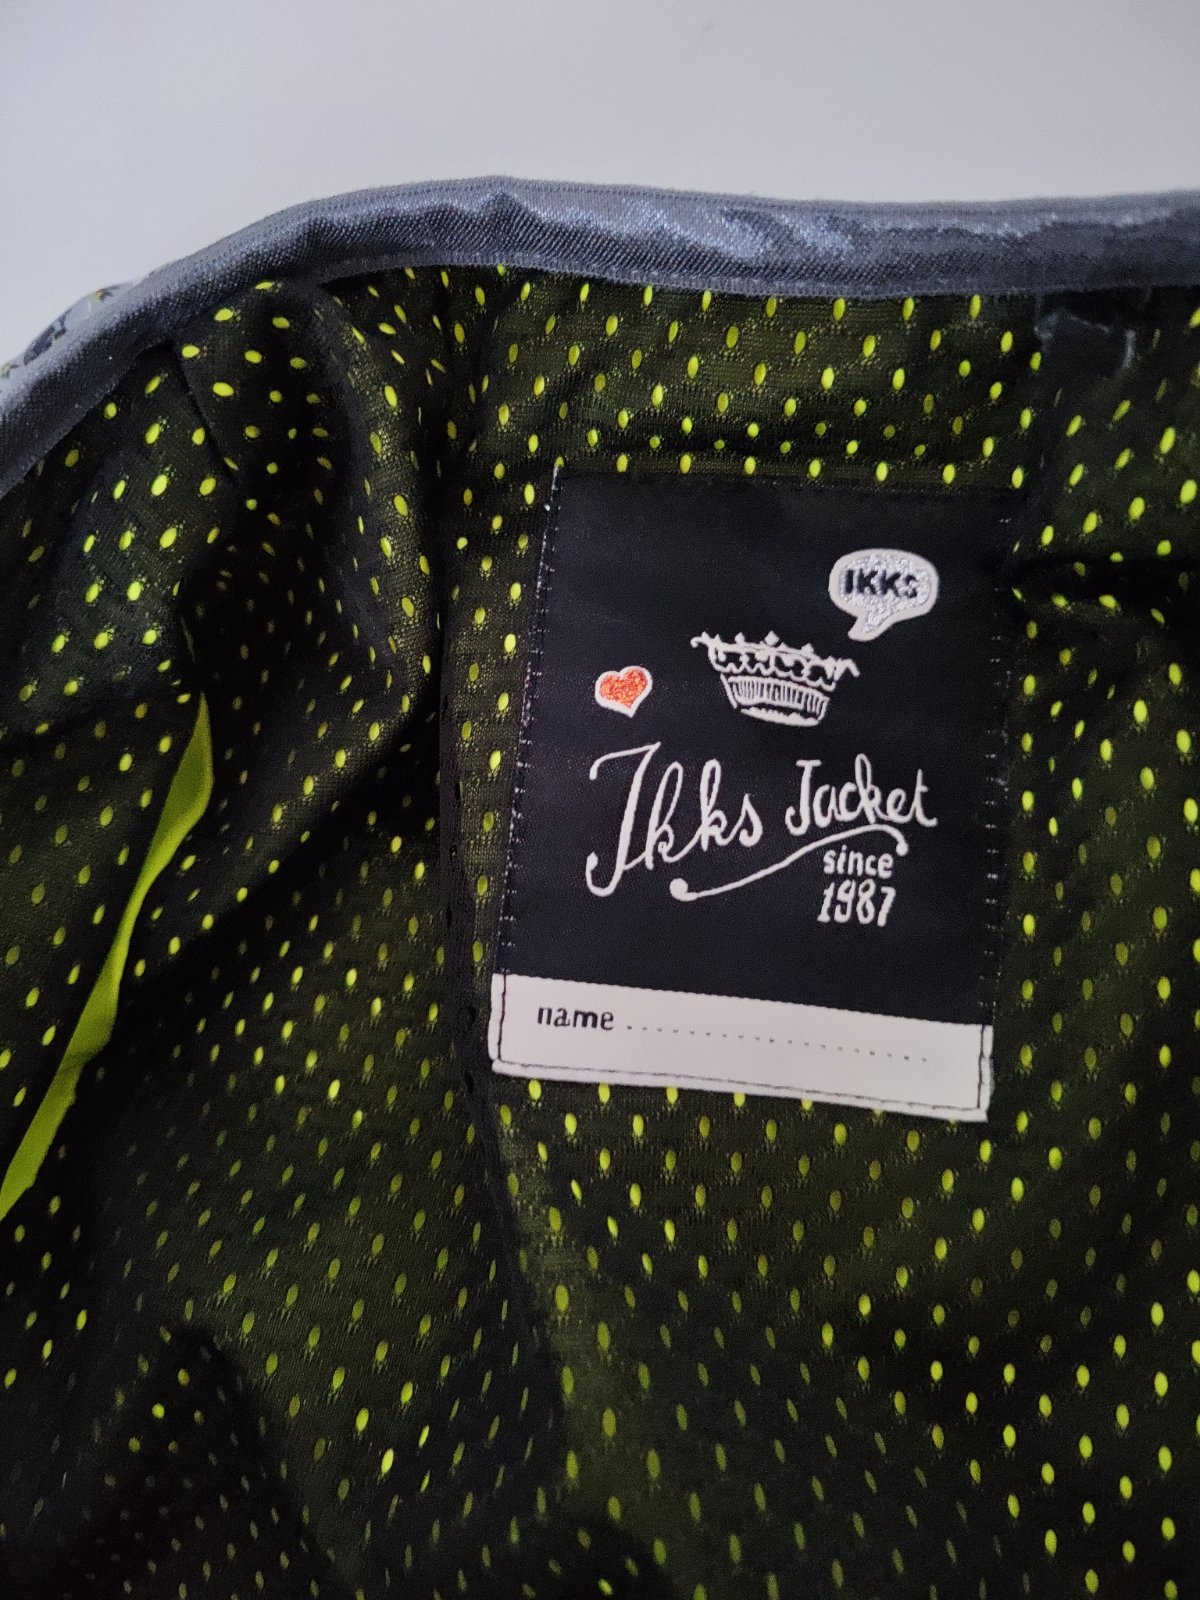 IKKS
Ikks Jacket
since
1987
name ....................